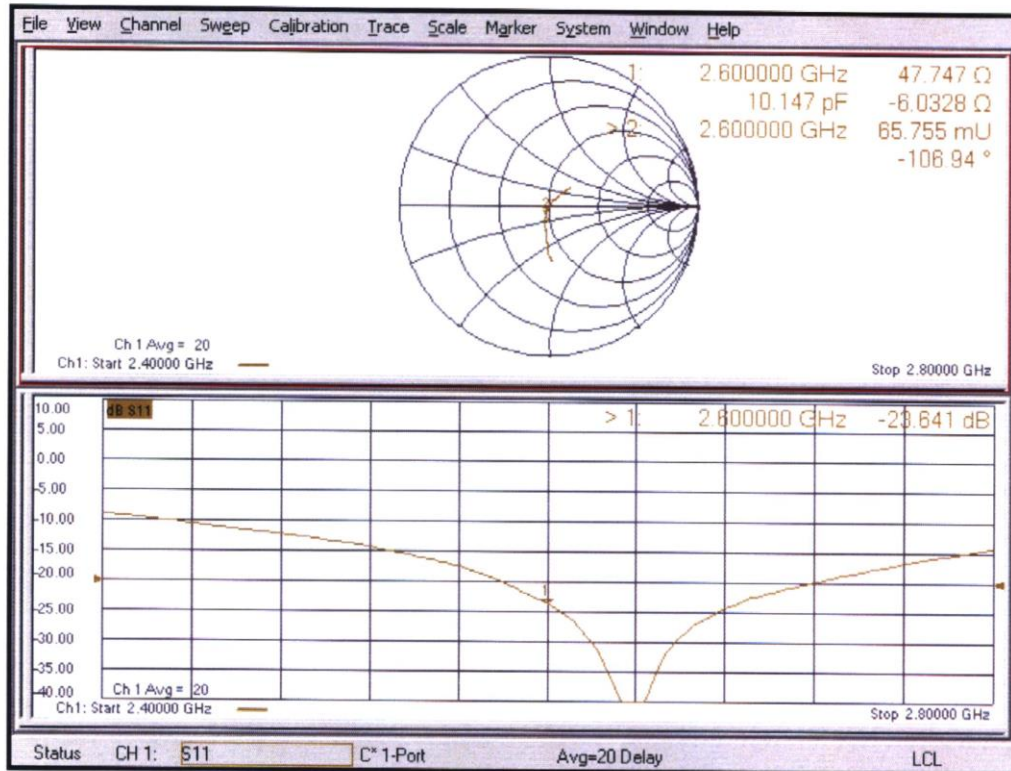 File View Channel Sweep Calibration Trace Scale Marker System Window Help
1: 2.600000 GHz 47.747 Ω
10.147 pF -6.0328 Ω
> 2: 2.600000 GHz 65.755 mU
-106.94 °
Ch 1 Avg = 20
Ch1: Start 2.40000 GHz
Stop 2.80000 GHz
dB S11
> 1: 2.600000 GHz -23.641 dB
10.00
5.00
0.00
-5.00
-10.00
-15.00
-20.00
-25.00
-30.00
-35.00
-40.00
1
Ch 1 Avg = 20
Ch1: Start 2.40000 GHz
Stop 2.80000 GHz
Status CH 1: S11 C* 1-Port Avg=20 Delay LCL